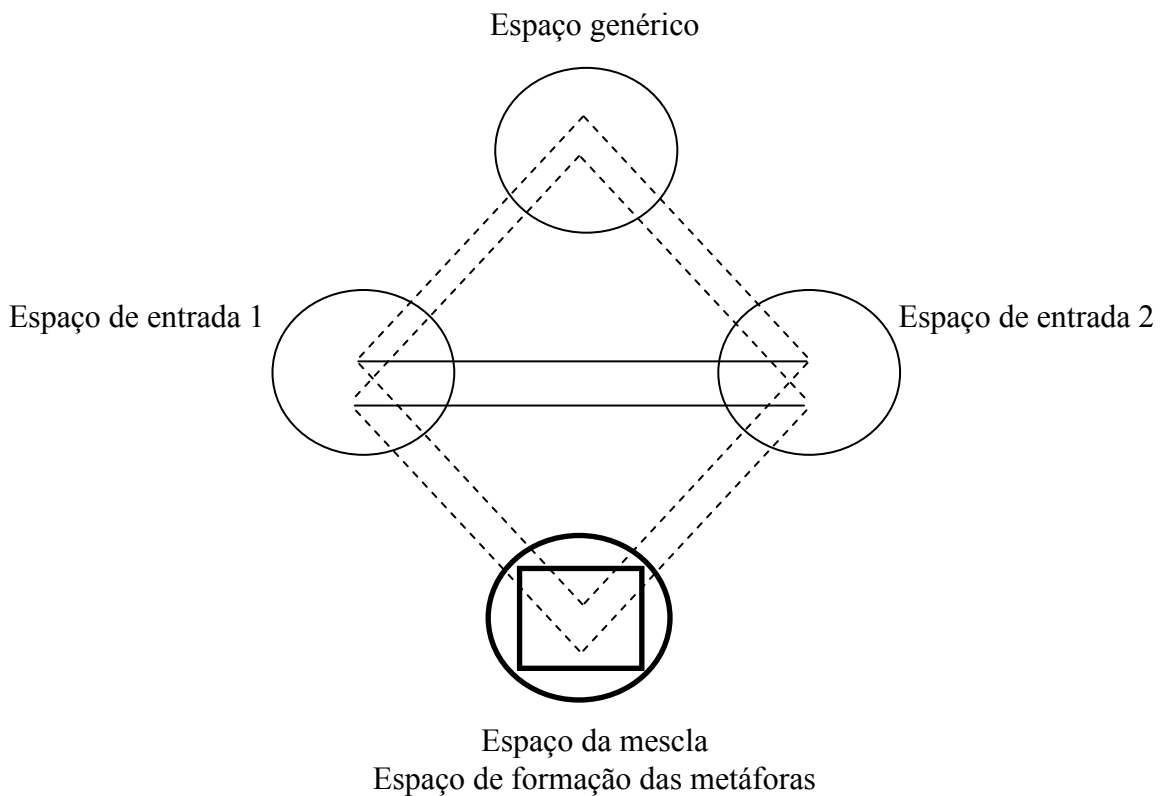 Espaço genérico
Espaço de entrada 1
Espaço de entrada 2
Espaço da mescla
Espaço de formação das metáforas